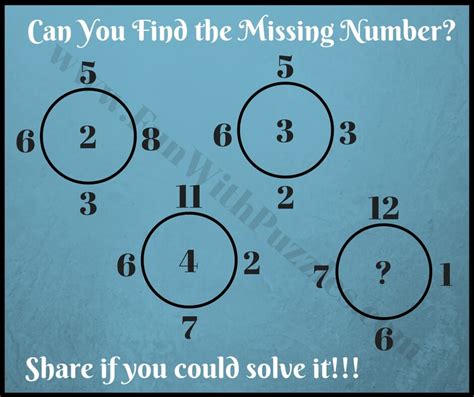 Can You Find the Missing Number?
5 5
6 2 8 6 3 3
3 2
11 12
6 4 2 7 ? 1
7 6
Share if you could solve it!!!